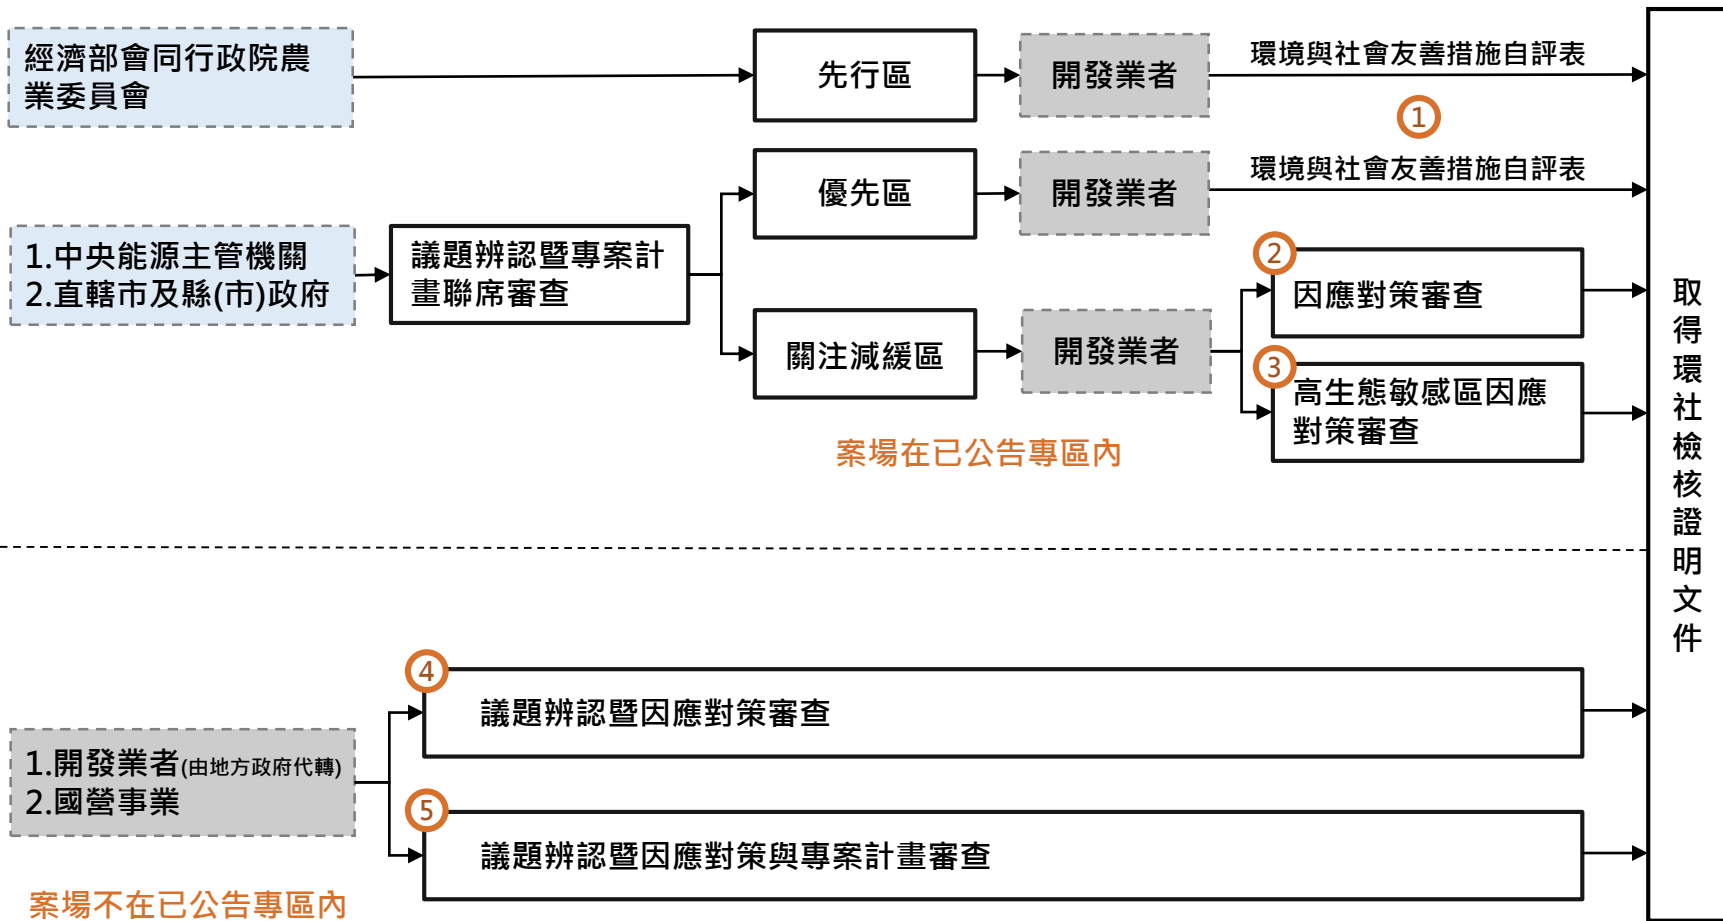 經濟部會同行政院農
業委員會
先行區
開發業者
環境與社會友善措施自評表
1
優先區
開發業者
環境與社會友善措施自評表
1.中央能源主管機關
2.直轄市及縣(市)政府
議題辨認暨專案計
畫聯席審查
關注減緩區
開發業者
2
因應對策審查
3
高生態敏感區因應
對策審查
案場在已公告專區內
取
得
環
社
檢
核
證
明
文
件
1.開發業者(由地方政府代轉)
2.國營事業
4
議題辨認暨因應對策審查
5
議題辨認暨因應對策與專案計畫審查
案場不在已公告專區內